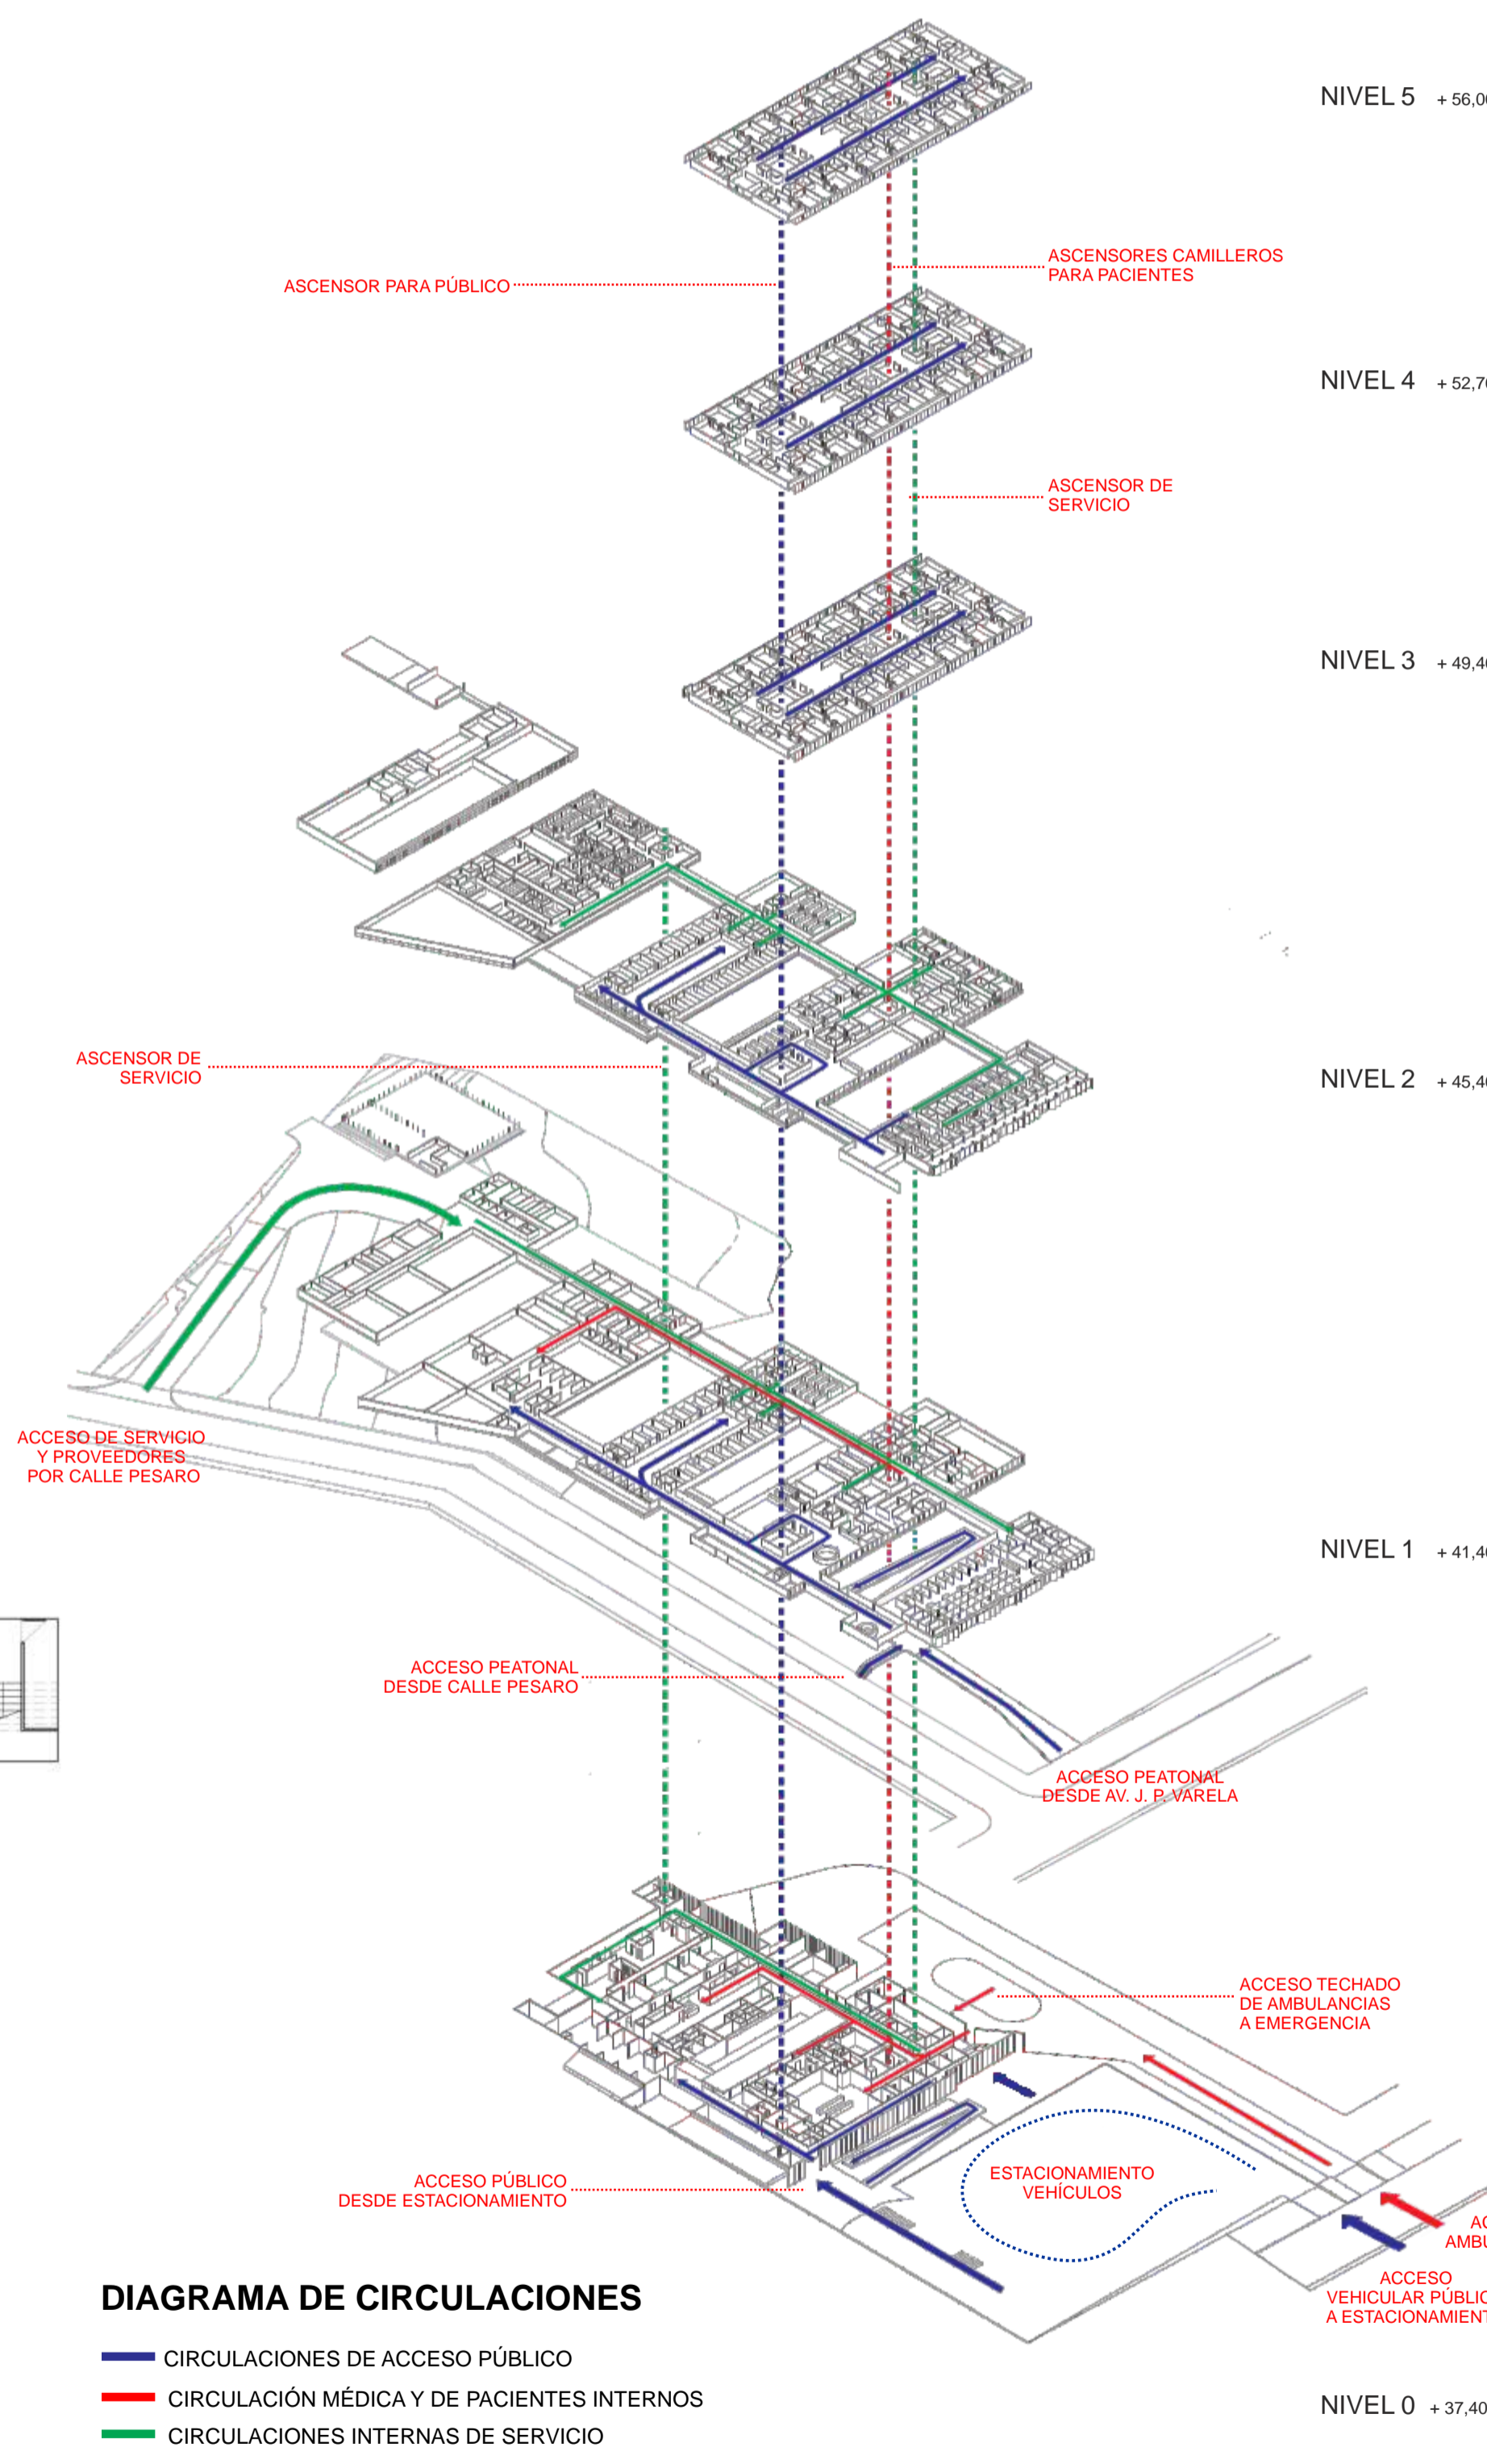 NIVEL 5 + 56,0
ASCENSORES CAMILLEROS
PARA PACIENTES
ASCENSOR PARA PÚBLICO
NIVEL 4 + 52,7
ASCENSOR DE
SERVICIO
NIVEL 3 + 49,4
ASCENSOR DE
SERVICIO
NIVEL 2 + 45,4
ACCESO DE SERVICIO
Y PROVEEDORES
POR CALLE PESARO
NIVEL 1 + 41,4
ACCESO PEATONAL
DESDE CALLE PESARO
ACCESO PEATONAL
DESDE AV. J. P. VARELA
ACCESO TECHADO
DE AMBULANCIAS
A EMERGENCIA
ACCESO PÚBLICO
DESDE ESTACIONAMIENTO
ESTACIONAMIENTO
VEHÍCULOS
AC
AMBU
ACCESO
VEHICULAR PÚBLIC
A ESTACIONAMIENT
DIAGRAMA DE CIRCULACIONES
CIRCULACIONES DE ACCESO PÚBLICO
CIRCULACIÓN MÉDICA Y DE PACIENTES INTERNOS
CIRCULACIONES INTERNAS DE SERVICIO
NIVEL 0 + 37,40